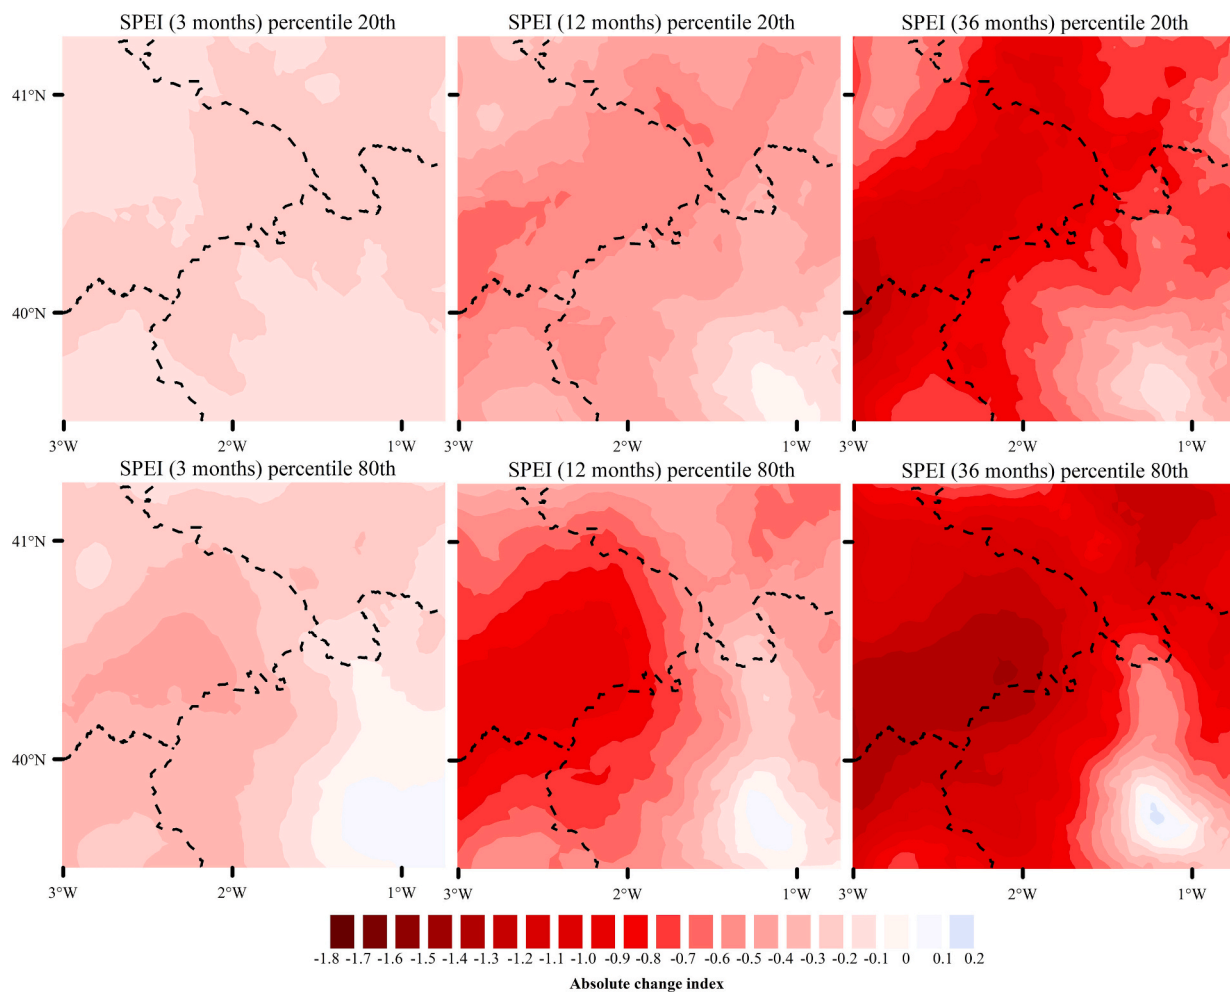 SPEI (3 months) percentile 20th SPEI (12 months) percentile 20th SPEI (36 months) percentile 20th
41°N
40°N
3°W 2°W 1°W 3°W 2°W 1°W 3°W 2°W 1°W
SPEI (3 months) percentile 80th SPEI (12 months) percentile 80th SPEI (36 months) percentile 80th
41°N
40°N
3°W 2°W 1°W 3°W 2°W 1°W 3°W 2°W 1°W
-1.8 -1.7 -1.6 -1.5 -1.4 -1.3 -1.2 -1.1 -1.0 -0.9 -0.8 -0.7 -0.6 -0.5 -0.4 -0.3 -0.2 -0.1 0 0.1 0.2
Absolute change index